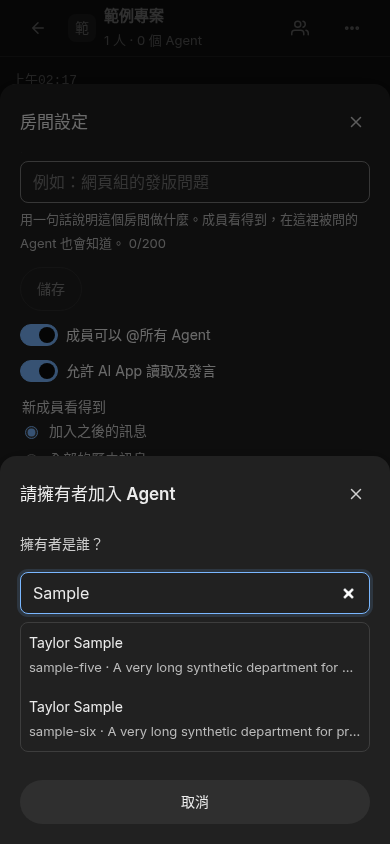 範例專案
範
1 人 · 0 個 Agent
上午02:17
房間設定
例如：網頁組的發版問題
用一句話說明這個房間做什麼。成員看得到，在這裡被問的
Agent 也會知道。 0/200
儲存
成員可以 @所有 Agent
允許 AI App 讀取及發言
新成員看得到
加入之後的訊息
請擁有者加入 Agent
擁有者是誰？
Sample
Taylor Sample
sample-five · A very long synthetic department for ...
Taylor Sample
sample-six · A very long synthetic department for pr...
取消